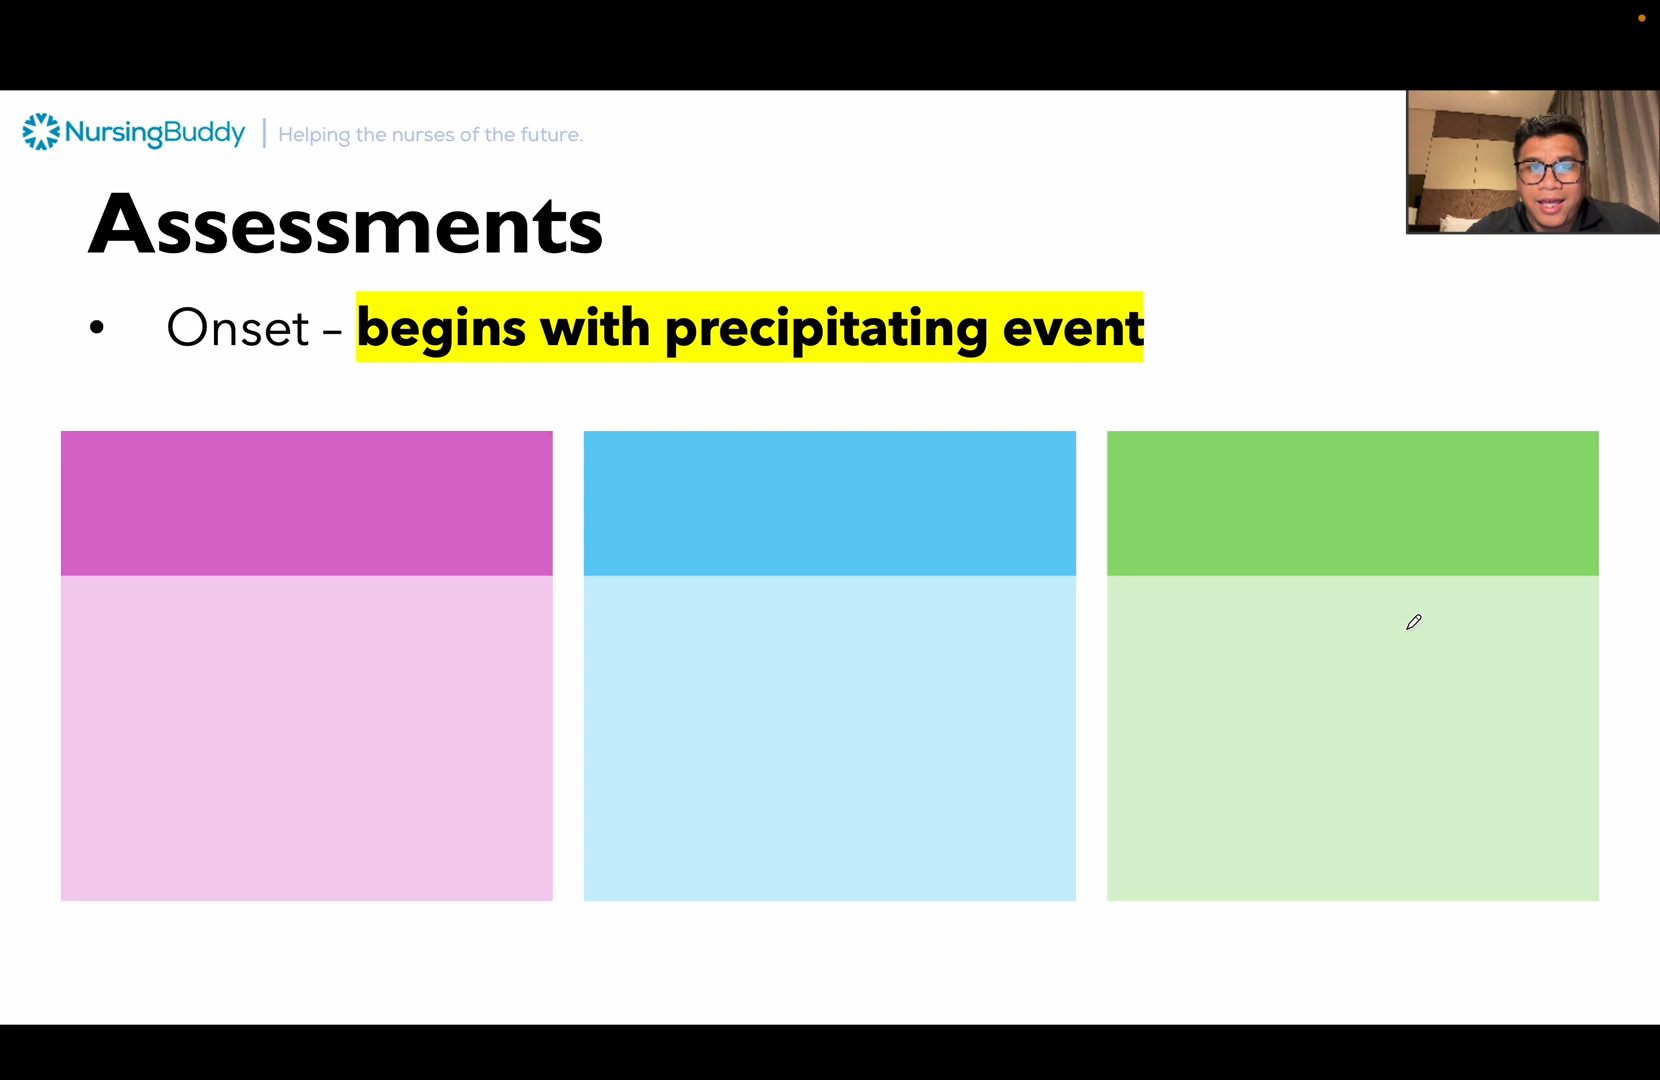 NursingBuddy | Helping the nurses of the future.
Assessments
• Onset – begins with precipitating event